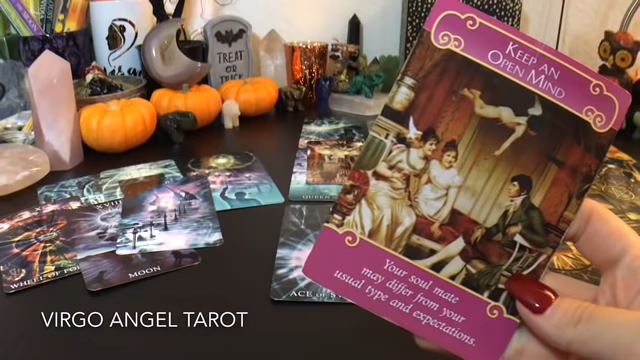 TREAT
OR
TRICK
KEEP AN
OPEN MIND
Your soul mate
may differ from your
usual type and expectations.
QUEEN
WHEEL OF
MOON
ACE OF
VIRGO ANGEL TAROT